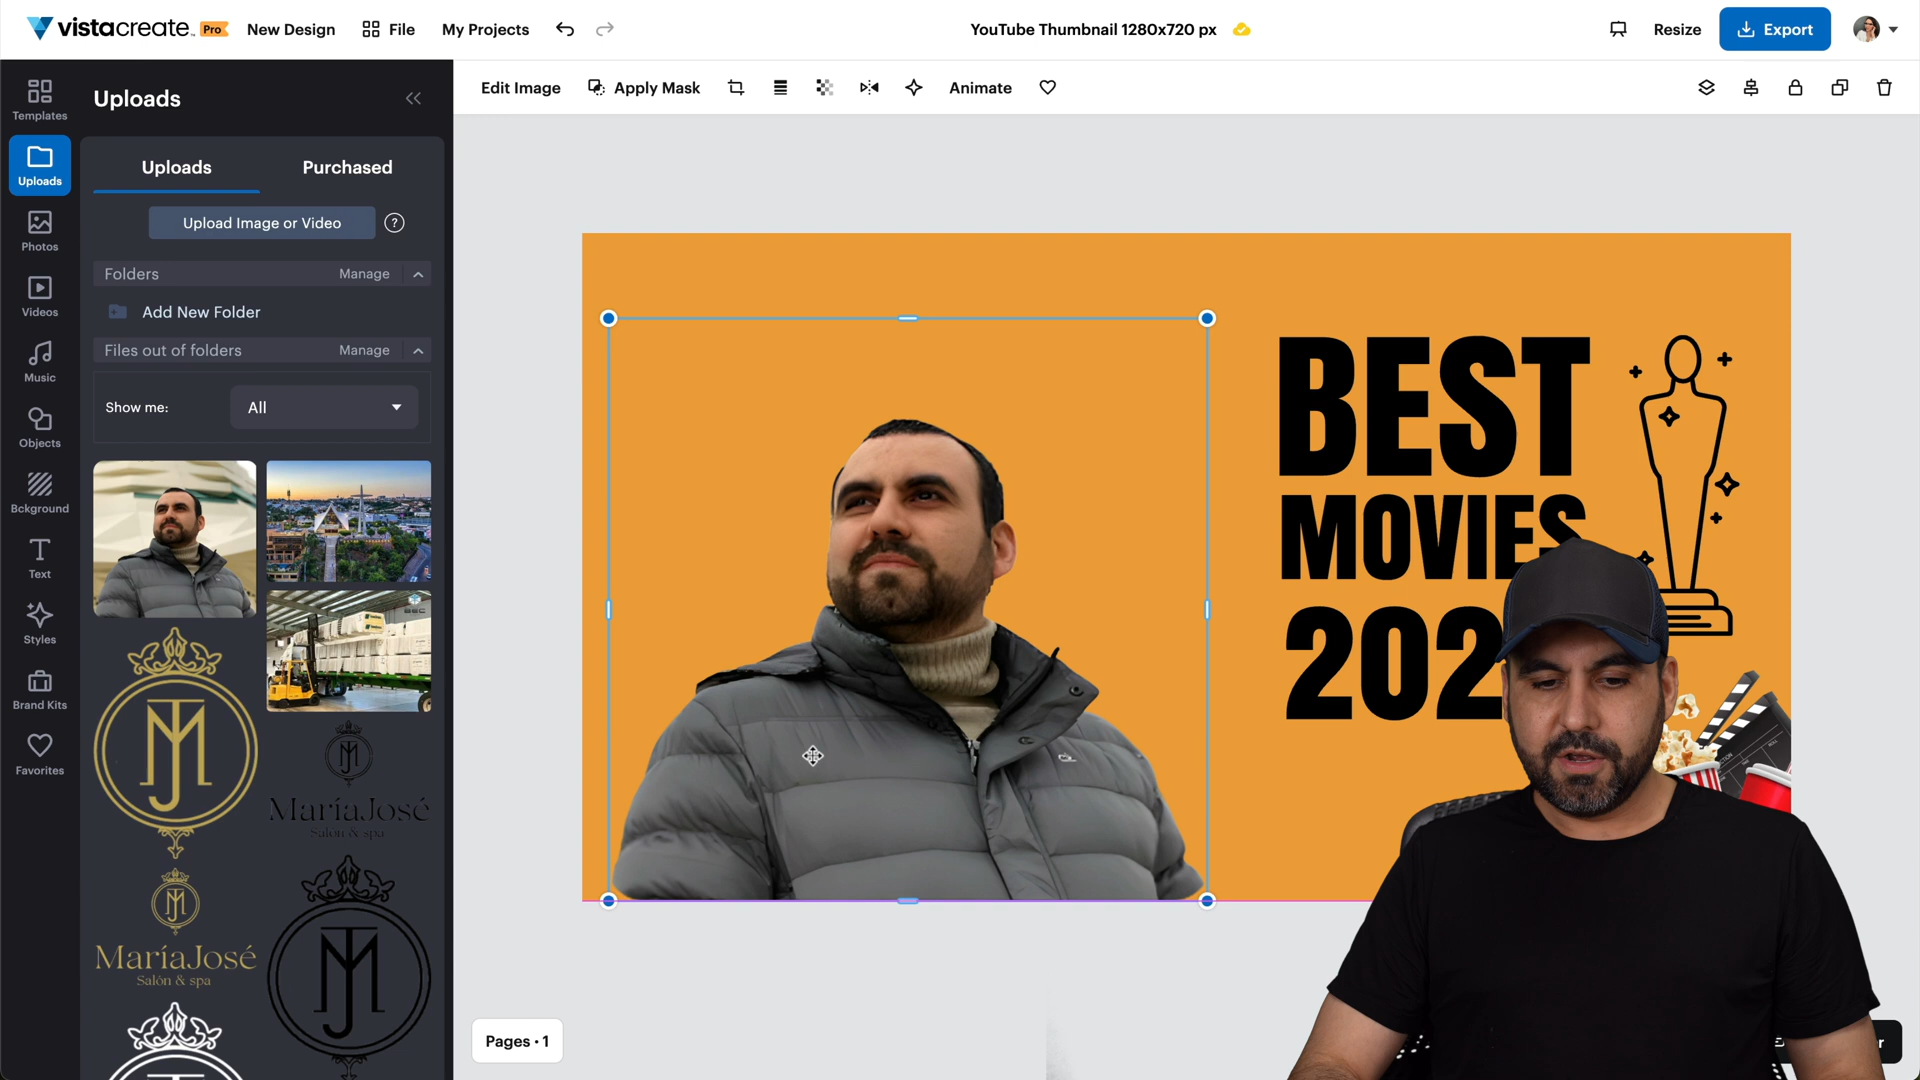 vistacreate Pro New Design File My Projects YouTube Thumbnail 1280x720 px Resize Export
Edit Image Apply Mask Animate
Templates
Uploads
Photos
Videos
Music
Objects
Bckground
Text
Styles
Brand Kits
Favorites
Uploads
Uploads Purchased
Upload Image or Video ?
Folders Manage
Add New Folder
Files out of folders Manage
Show me: All
MaríaJosé
Salón & spa
MaríaJosé
Salón & spa
BEST
MOVIES
202
Pages • 1